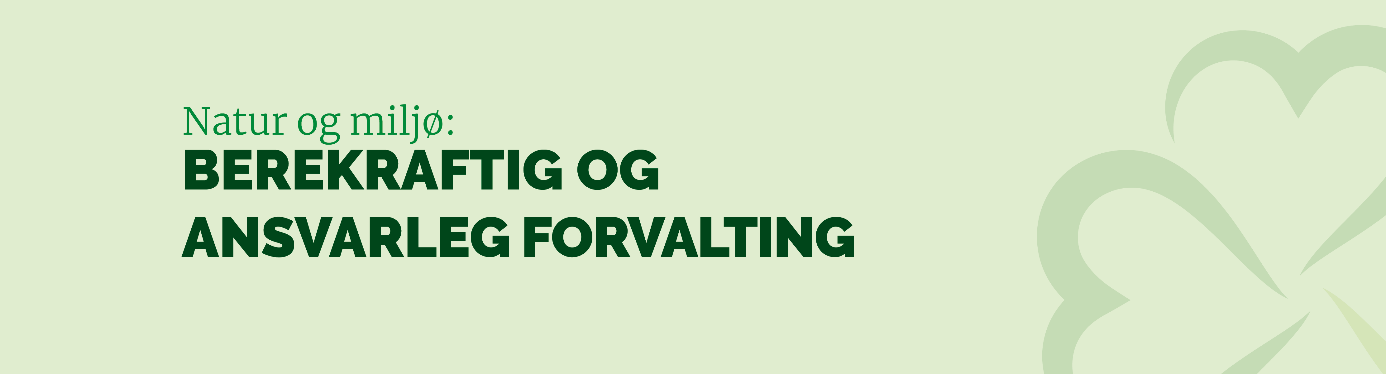 Natur og miljø:
BEREKRAFTIG OG
ANSVARLEG FORVALTING